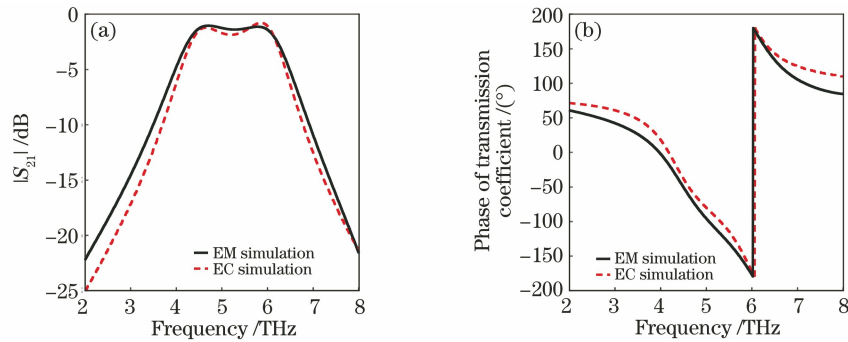 (a)
0
−5
−10
−15
−20
−25
|S21| /dB
EM simulation
EC simulation
2 3 4 5 6 7 8
Frequency /THz
(b)
200
150
100
50
0
−50
−100
−150
−200
Phase of transmission
coefficient /(°)
EM simulation
EC simulation
2 3 4 5 6 7 8
Frequency /THz